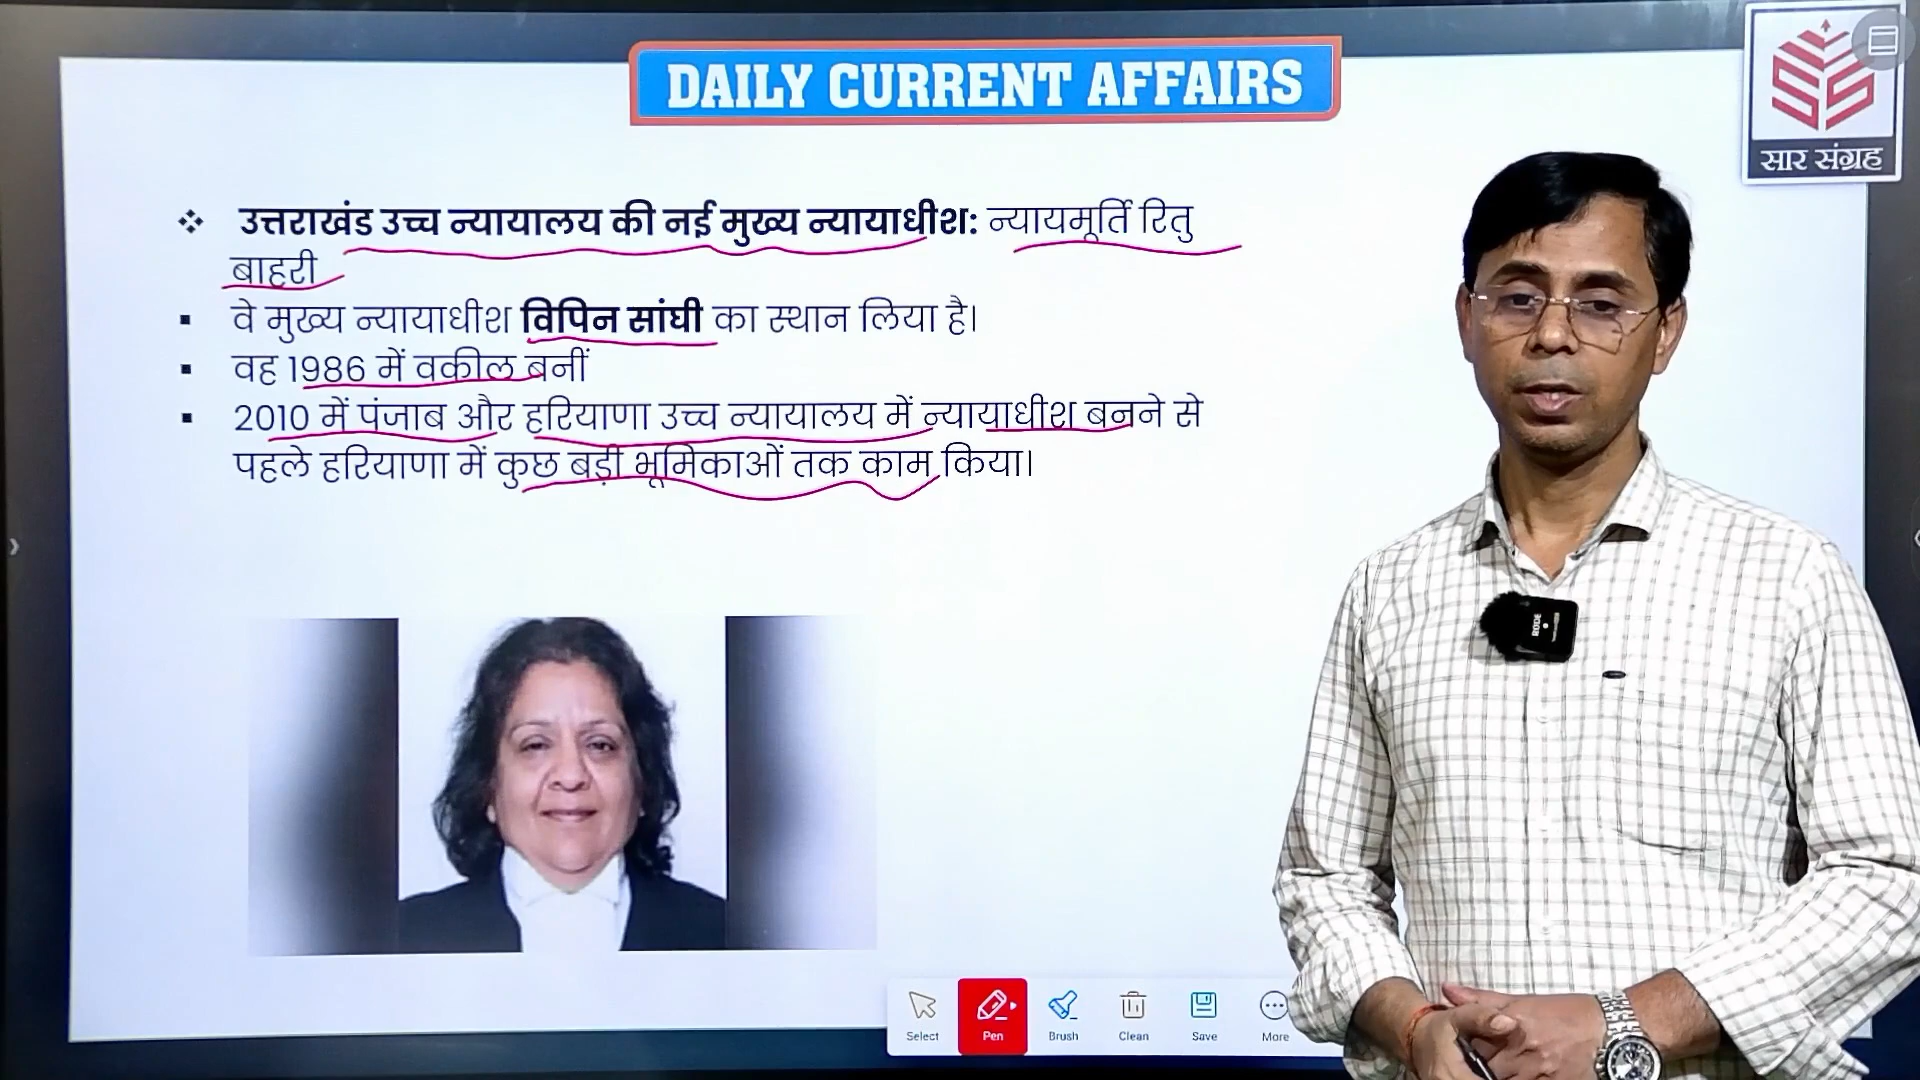 DAILY CURRENT AFFAIRS
सार संग्रह
❖ उत्तराखंड उच्च न्यायालय की नई मुख्य न्यायाधीश: न्यायमूर्ति रितु
बाहरी
▪ वे मुख्य न्यायाधीश विपिन सांघी का स्थान लिया है।
▪ वह 1986 में वकील बनीं
▪ 2010 में पंजाब और हरियाणा उच्च न्यायालय में न्यायाधीश बनने से
पहले हरियाणा में कुछ बड़ी भूमिकाओं तक काम किया।
RODE
Select Pen Brush Clean Save More